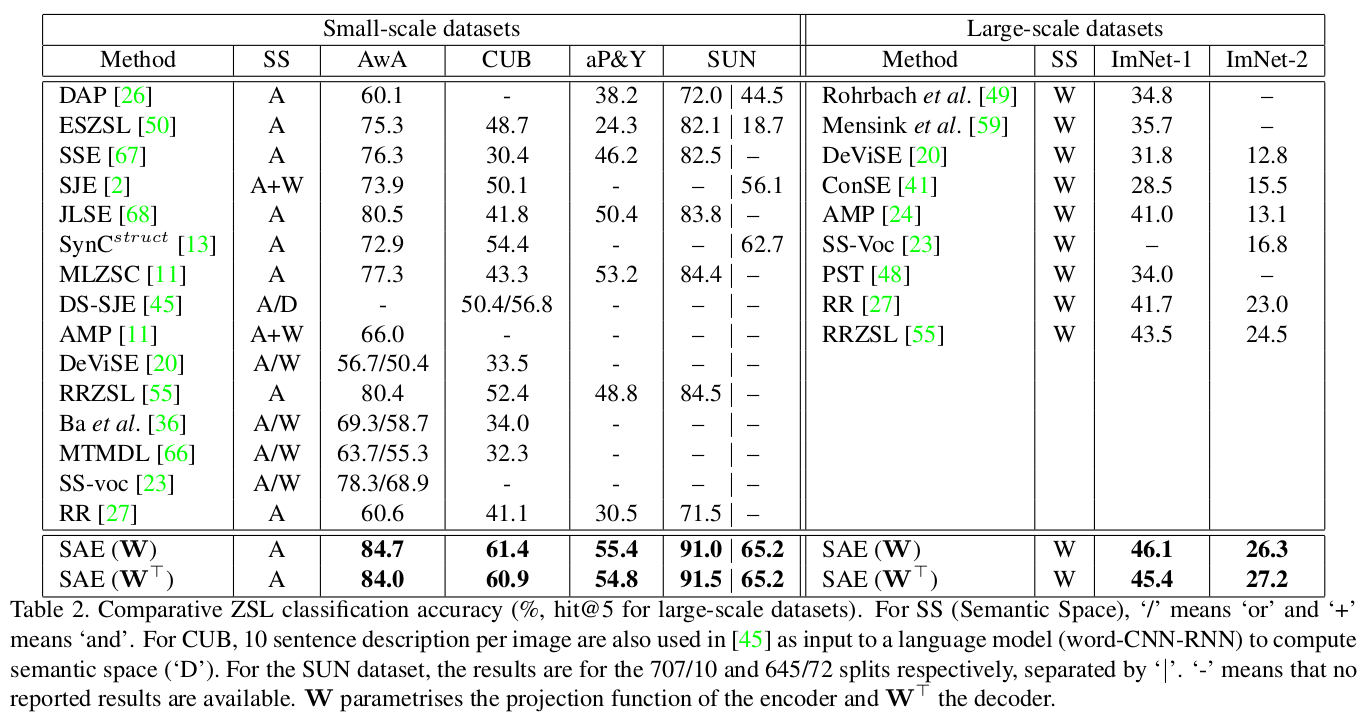 Small-scale datasets Large-scale datasets
Method SS AwA CUB aP&Y SUN Method SS ImNet-1 ImNet-2
DAP [26] A 60.1 - 38.2 72.0 | 44.5 Rohrbach et al. [49] W 34.8 –
ESZSL [50] A 75.3 48.7 24.3 82.1 | 18.7 Mensink et al. [59] W 35.7 –
SSE [67] A 76.3 30.4 46.2 82.5 | – DeViSE [20] W 31.8 12.8
SJE [2] A+W 73.9 50.1 - – | 56.1 ConSE [41] W 28.5 15.5
JLSE [68] A 80.5 41.8 50.4 83.8 | – AMP [24] W 41.0 13.1
SynC^struct [13] A 72.9 54.4 - – | 62.7 SS-Voc [23] W – 16.8
MLZSC [11] A 77.3 43.3 53.2 84.4 | – PST [48] W 34.0 –
DS-SJE [45] A/D - 50.4/56.8 - – | – RR [27] W 41.7 23.0
AMP [11] A+W 66.0 - - – | – RRZSL [55] W 43.5 24.5
DeViSE [20] A/W 56.7/50.4 33.5 - – | –
RRZSL [55] A 80.4 52.4 48.8 84.5 | –
Ba et al. [36] A/W 69.3/58.7 34.0 - – | –
MTMDL [66] A/W 63.7/55.3 32.3 - – | –
SS-voc [23] A/W 78.3/68.9 - - – | –
RR [27] A 60.6 41.1 30.5 71.5 | –
SAE (W) A 84.7 61.4 55.4 91.0 | 65.2 SAE (W) W 46.1 26.3
SAE (W⊤) A 84.0 60.9 54.8 91.5 | 65.2 SAE (W⊤) W 45.4 27.2
Table 2. Comparative ZSL classification accuracy (%, hit@5 for large-scale datasets). For SS (Semantic Space), ‘/’ means ‘or’ and ‘+’
means ‘and’. For CUB, 10 sentence description per image are also used in [45] as input to a language model (word-CNN-RNN) to compute
semantic space (‘D’). For the SUN dataset, the results are for the 707/10 and 645/72 splits respectively, separated by ‘|’. ‘-’ means that no
reported results are available. W parametrises the projection function of the encoder and W⊤ the decoder.